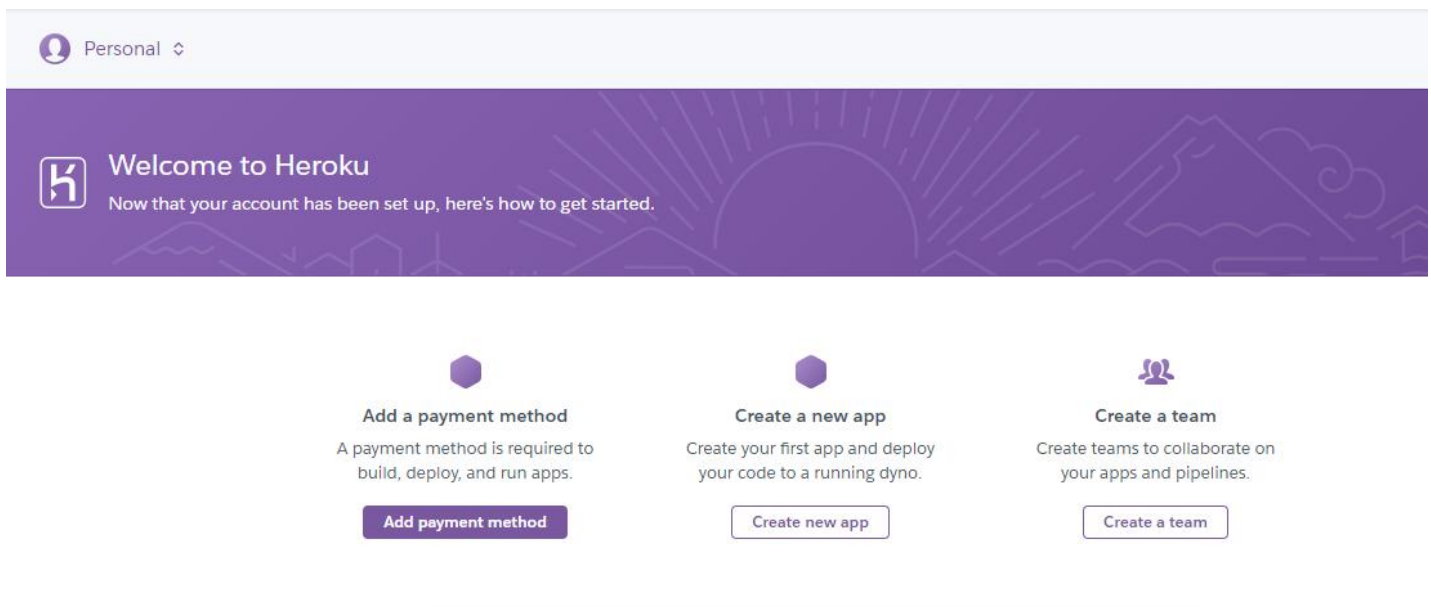 Personal
Welcome to Heroku
Now that your account has been set up, here's how to get started.
Add a payment method
A payment method is required to
build, deploy, and run apps.
Add payment method
Create a new app
Create your first app and deploy
your code to a running dyno.
Create new app
Create a team
Create teams to collaborate on
your apps and pipelines.
Create a team